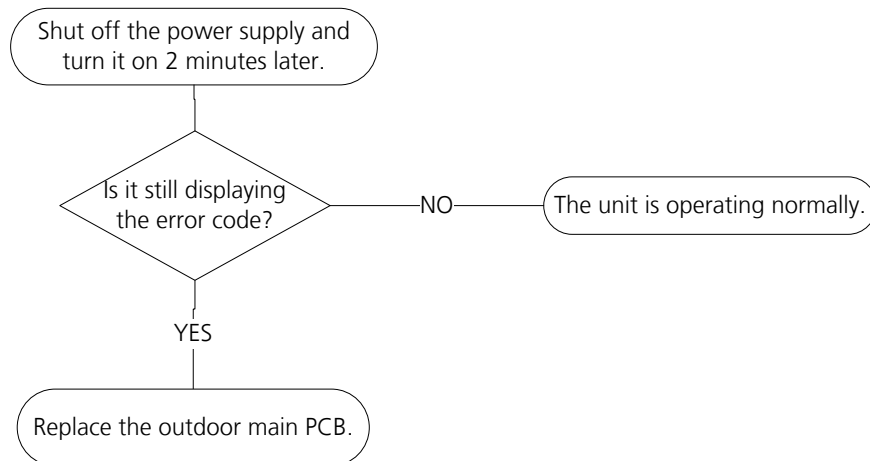 Shut off the power supply and
turn it on 2 minutes later.
Is it still displaying
the error code?
NO
The unit is operating normally.
YES
Replace the outdoor main PCB.